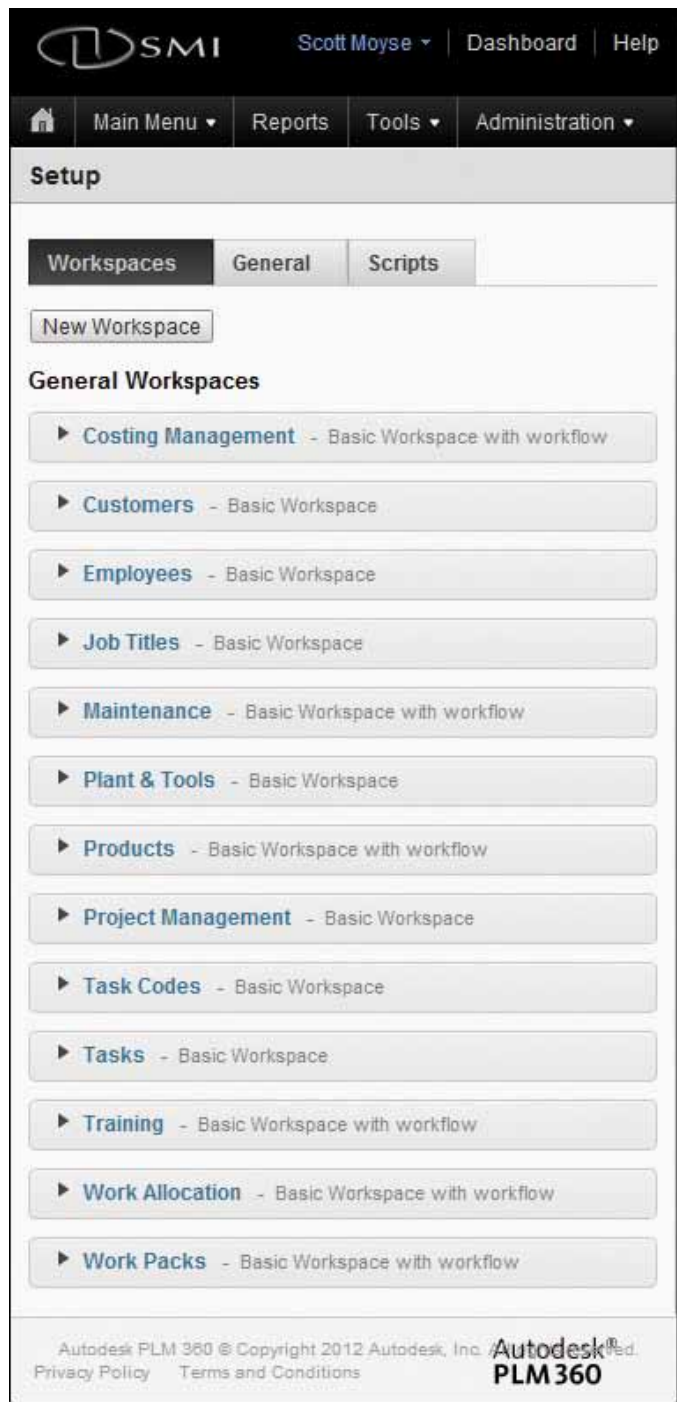 SMI
Scott Moyse Dashboard Help
Main Menu Reports Tools Administration
Setup
Workspaces General Scripts
New Workspace
General Workspaces
Costing Management - Basic Workspace with workflow
Customers - Basic Workspace
Employees - Basic Workspace
Job Titles - Basic Workspace
Maintenance - Basic Workspace with workflow
Plant & Tools - Basic Workspace
Products - Basic Workspace with workflow
Project Management - Basic Workspace
Task Codes - Basic Workspace
Tasks - Basic Workspace
Training - Basic Workspace with workflow
Work Allocation - Basic Workspace with workflow
Work Packs - Basic Workspace with workflow
Autodesk PLM 360 © Copyright 2012 Autodesk, Inc.
Privacy Policy Terms and Conditions
Autodesk®
PLM 360